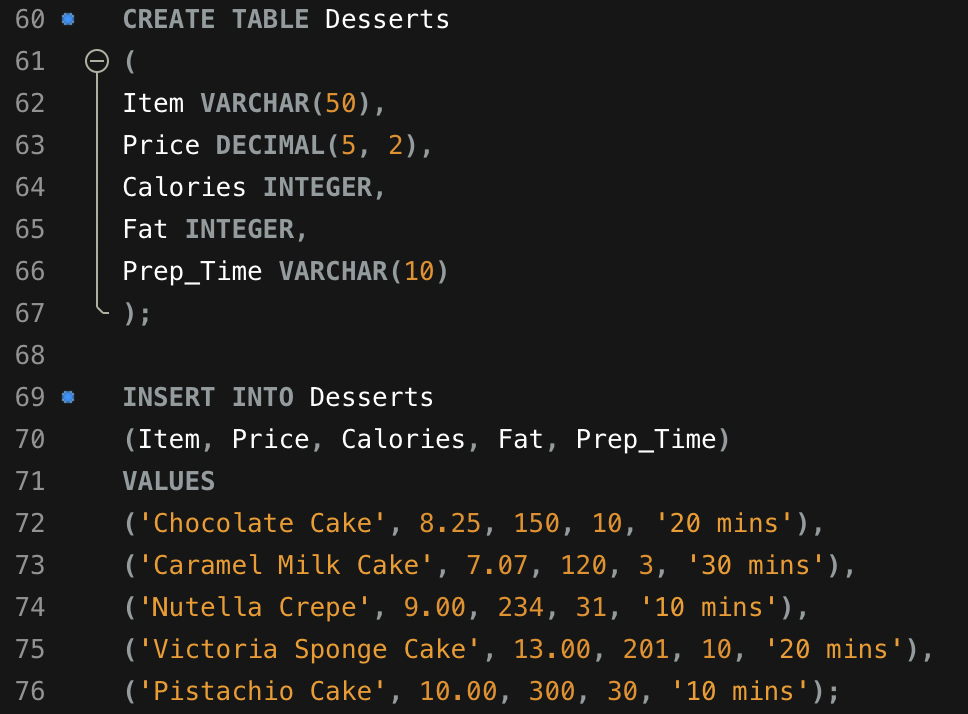 60 CREATE TABLE Desserts
61 (
62 Item VARCHAR(50),
63 Price DECIMAL(5, 2),
64 Calories INTEGER,
65 Fat INTEGER,
66 Prep_Time VARCHAR(10)
67 );
68
69 INSERT INTO Desserts
70 (Item, Price, Calories, Fat, Prep_Time)
71 VALUES
72 ('Chocolate Cake', 8.25, 150, 10, '20 mins'),
73 ('Caramel Milk Cake', 7.07, 120, 3, '30 mins'),
74 ('Nutella Crepe', 9.00, 234, 31, '10 mins'),
75 ('Victoria Sponge Cake', 13.00, 201, 10, '20 mins'),
76 ('Pistachio Cake', 10.00, 300, 30, '10 mins');